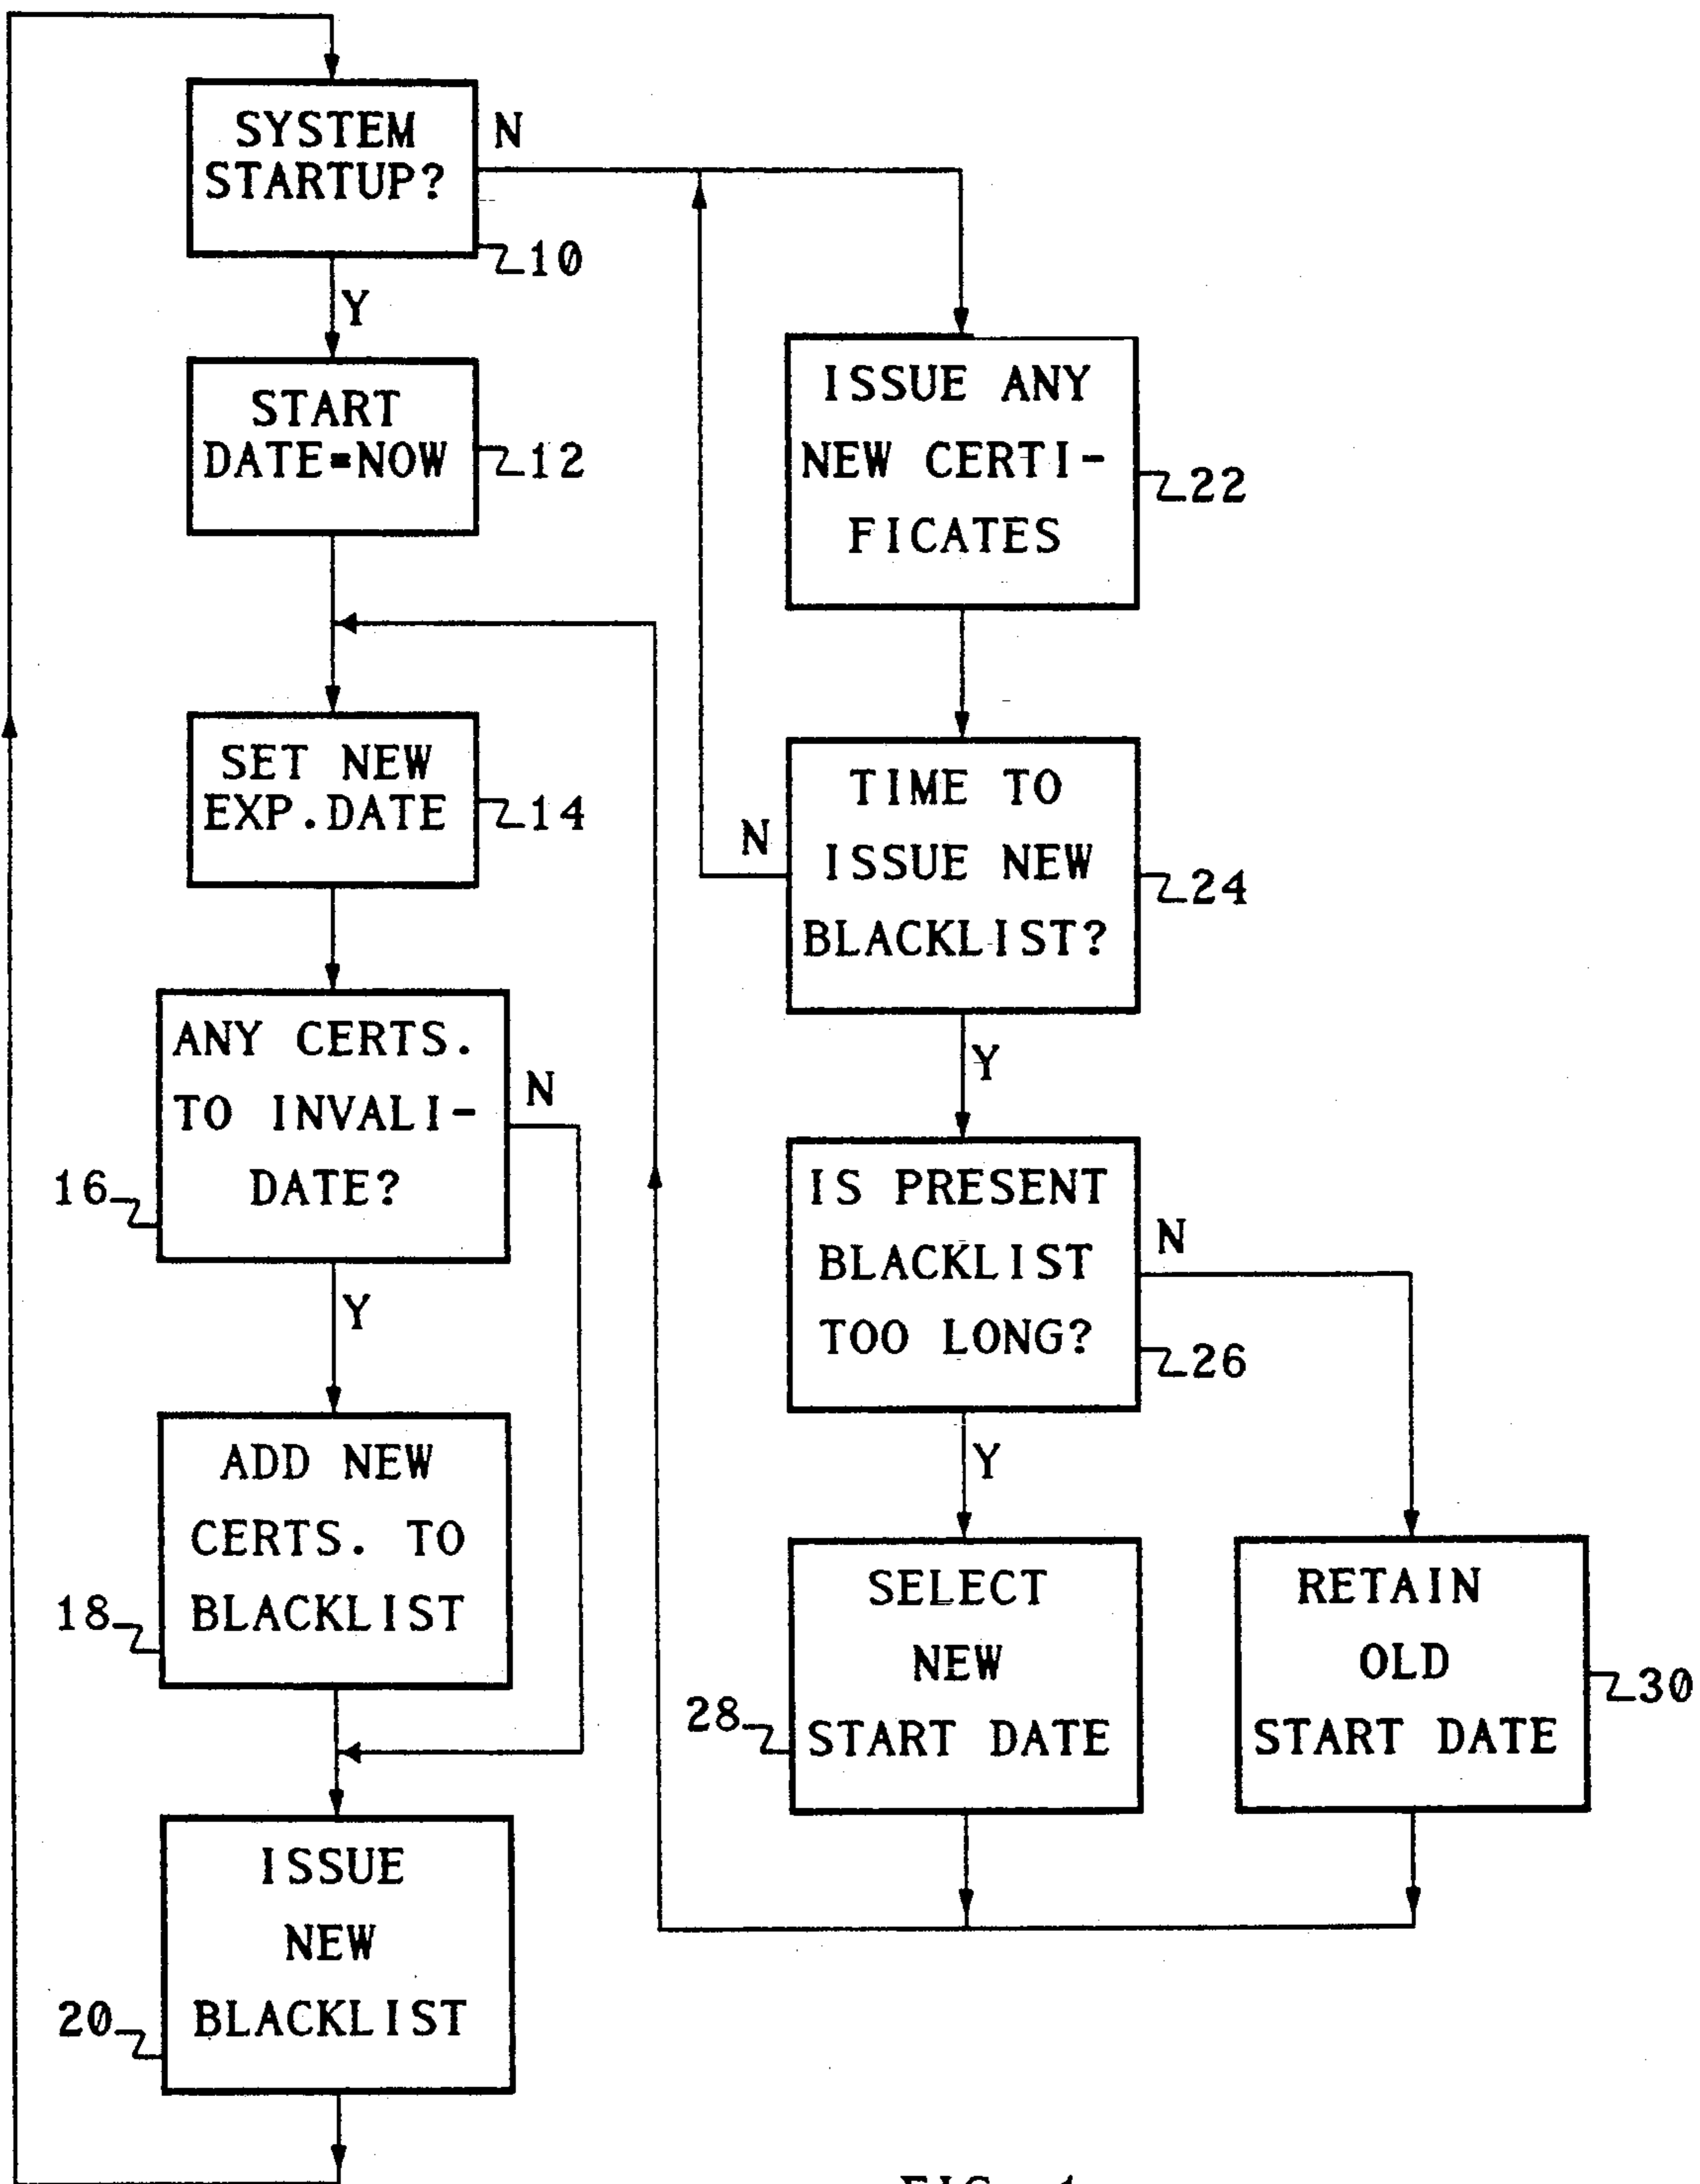 SYSTEM
STARTUP?
N
10
Y
START
DATE=NOW
12
SET NEW
EXP.DATE
14
ANY CERTS.
TO INVALI-
DATE?
N
16
Y
ADD NEW
CERTS. TO
BLACKLIST
18
ISSUE
NEW
BLACKLIST
20
ISSUE ANY
NEW CERTI-
FICATES
22
TIME TO
ISSUE NEW
BLACKLIST?
N
24
Y
IS PRESENT
BLACKLIST
TOO LONG?
N
26
Y
SELECT
NEW
START DATE
28
RETAIN
OLD
START DATE
30
FIG. 1